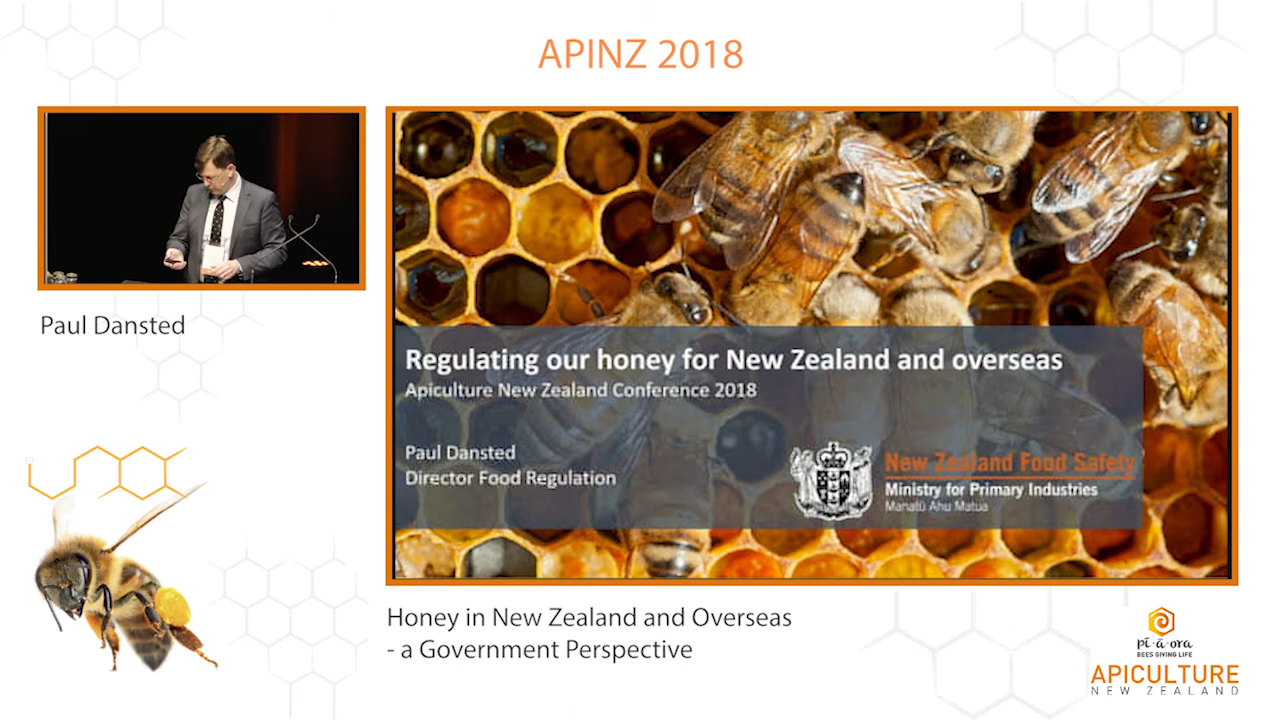 APINZ 2018
Paul Dansted
Regulating our honey for New Zealand and overseas
Apiculture New Zealand Conference 2018
Paul Dansted
Director Food Regulation
New Zealand Food Safety
Ministry for Primary Industries
Manatū Ahu Matua
Honey in New Zealand and Overseas
- a Government Perspective
pī-ā-ora
BEES GIVING LIFE
APICULTURE
NEW ZEALAND